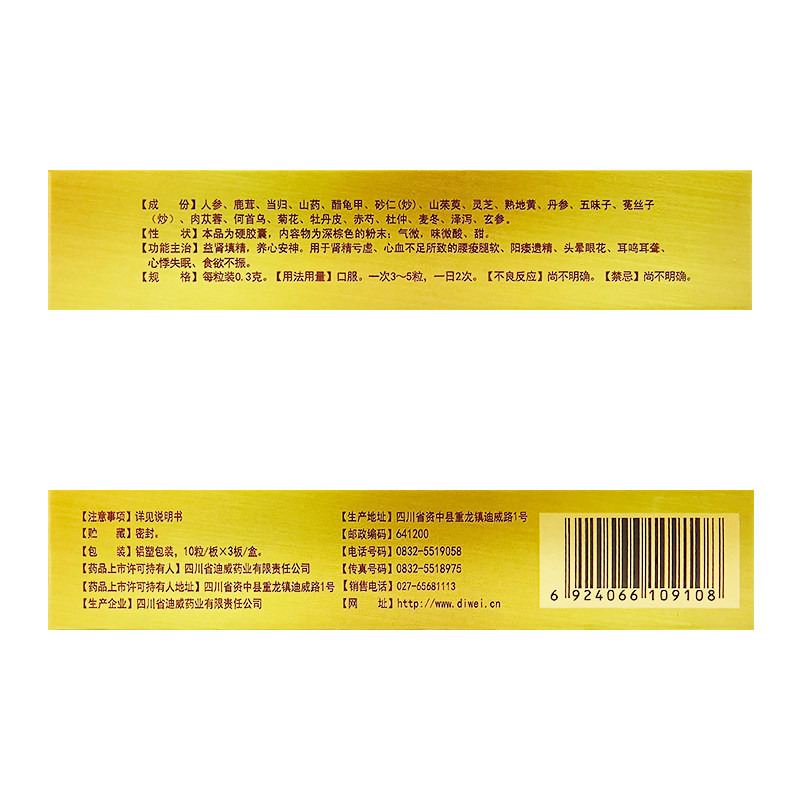 【成　份】人参、鹿茸、当归、山药、醋龟甲、砂仁(炒)、山茱萸、灵芝、熟地黄、丹参、五味子、菟丝子
(炒)、肉苁蓉、何首乌、菊花、牡丹皮、赤芍、杜仲、麦冬、泽泻、玄参。
【性　状】本品为硬胶囊，内容物为深棕色的粉末；气微，味微酸、甜。
【功能主治】益肾填精，养心安神。用于肾精亏虚、心血不足所致的腰痠腿软、阳痿遗精、头晕眼花、耳鸣耳聋、
心悸失眠、食欲不振。
【规　格】每粒装0.3克。【用法用量】口服。一次3～5粒，一日2次。【不良反应】尚不明确。【禁忌】尚不明确。
【注意事项】详见说明书
【贮　藏】密封。
【包　装】铝塑包装，10粒/板×3板/盒。
【药品上市许可持有人】四川省迪威药业有限责任公司
【药品上市许可持有人地址】四川省资中县重龙镇迪威路1号
【生产企业】四川省迪威药业有限责任公司
【生产地址】四川省资中县重龙镇迪威路1号
【邮政编码】641200
【电话号码】0832-5519058
【传真号码】0832-5518975
【销售电话】027-65681113
【网　址】http://www.diwei.cn
6 924066 109108